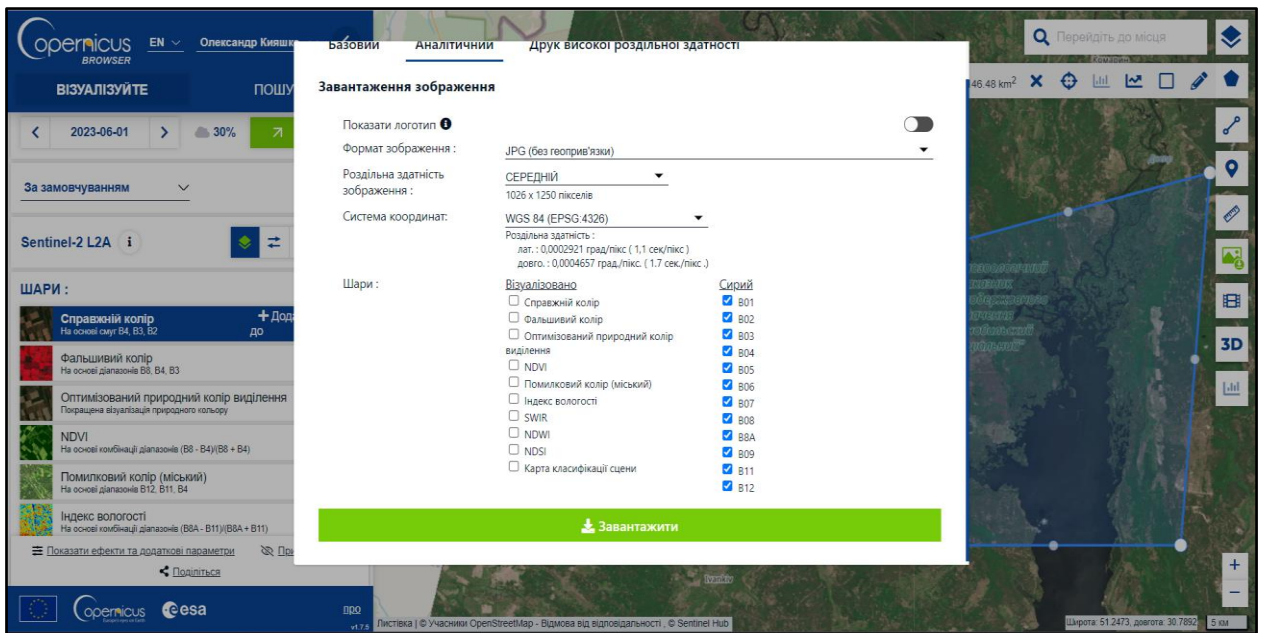 Copernicus
BROWSER
EN
Олександр Кияшко
ВІЗУАЛІЗУЙТЕ
ПОШУ
2023-06-01
30%
За замовчуванням
Sentinel-2 L2A i
ШАРИ :
Справжній колір
На основі смуг B4, B3, B2
+ Дода
до
Фальшивий колір
На основі діапазонів B8, B4, B3
Оптимізований природний колір виділення
Покращена візуалізація природного кольору
NDVI
На основі комбінації діапазонів (B8 - B4)/(B8 + B4)
Помилковий колір (міський)
На основі діапазонів B12, B11, B4
Індекс вологості
На основі комбінації діапазонів (B8A - B11)/(B8A + B11)
Показати ефекти та додаткові параметри
При
Поділіться
Copernicus
esa
про
v1.7.5
Базовий
Аналітичний
Друк високої роздільної здатності
Завантаження зображення
Показати логотип
Формат зображення :
JPG (без геоприв'язки)
Роздільна здатність
зображення :
СЕРЕДНІЙ
1026 x 1250 пікселів
Система координат:
WGS 84 (EPSG:4326)
Роздільна здатність :
лат. : 0,0002921 град/пікс ( 1,1 сек/пікс )
довго. : 0,0004657 град./пікс. ( 1.7 сек./пікс .)
Шари :
Візуалізовано
Справжній колір
Фальшивий колір
Оптимізований природний колір
виділення
NDVI
Помилковий колір (міський)
Індекс вологості
SWIR
NDWI
NDSI
Карта класифікації сцени
Сирий
B01
B02
B03
B04
B05
B06
B07
B08
B8A
B09
B11
B12
Завантажити
Перейдіть до місця
46.48 km²
3D
Ivankiv
Листівка | © Учасники OpenStreetMap - Відмова від відповідальності , © Sentinel Hub
Широта: 51.2473, довгота: 30.7892
5 км